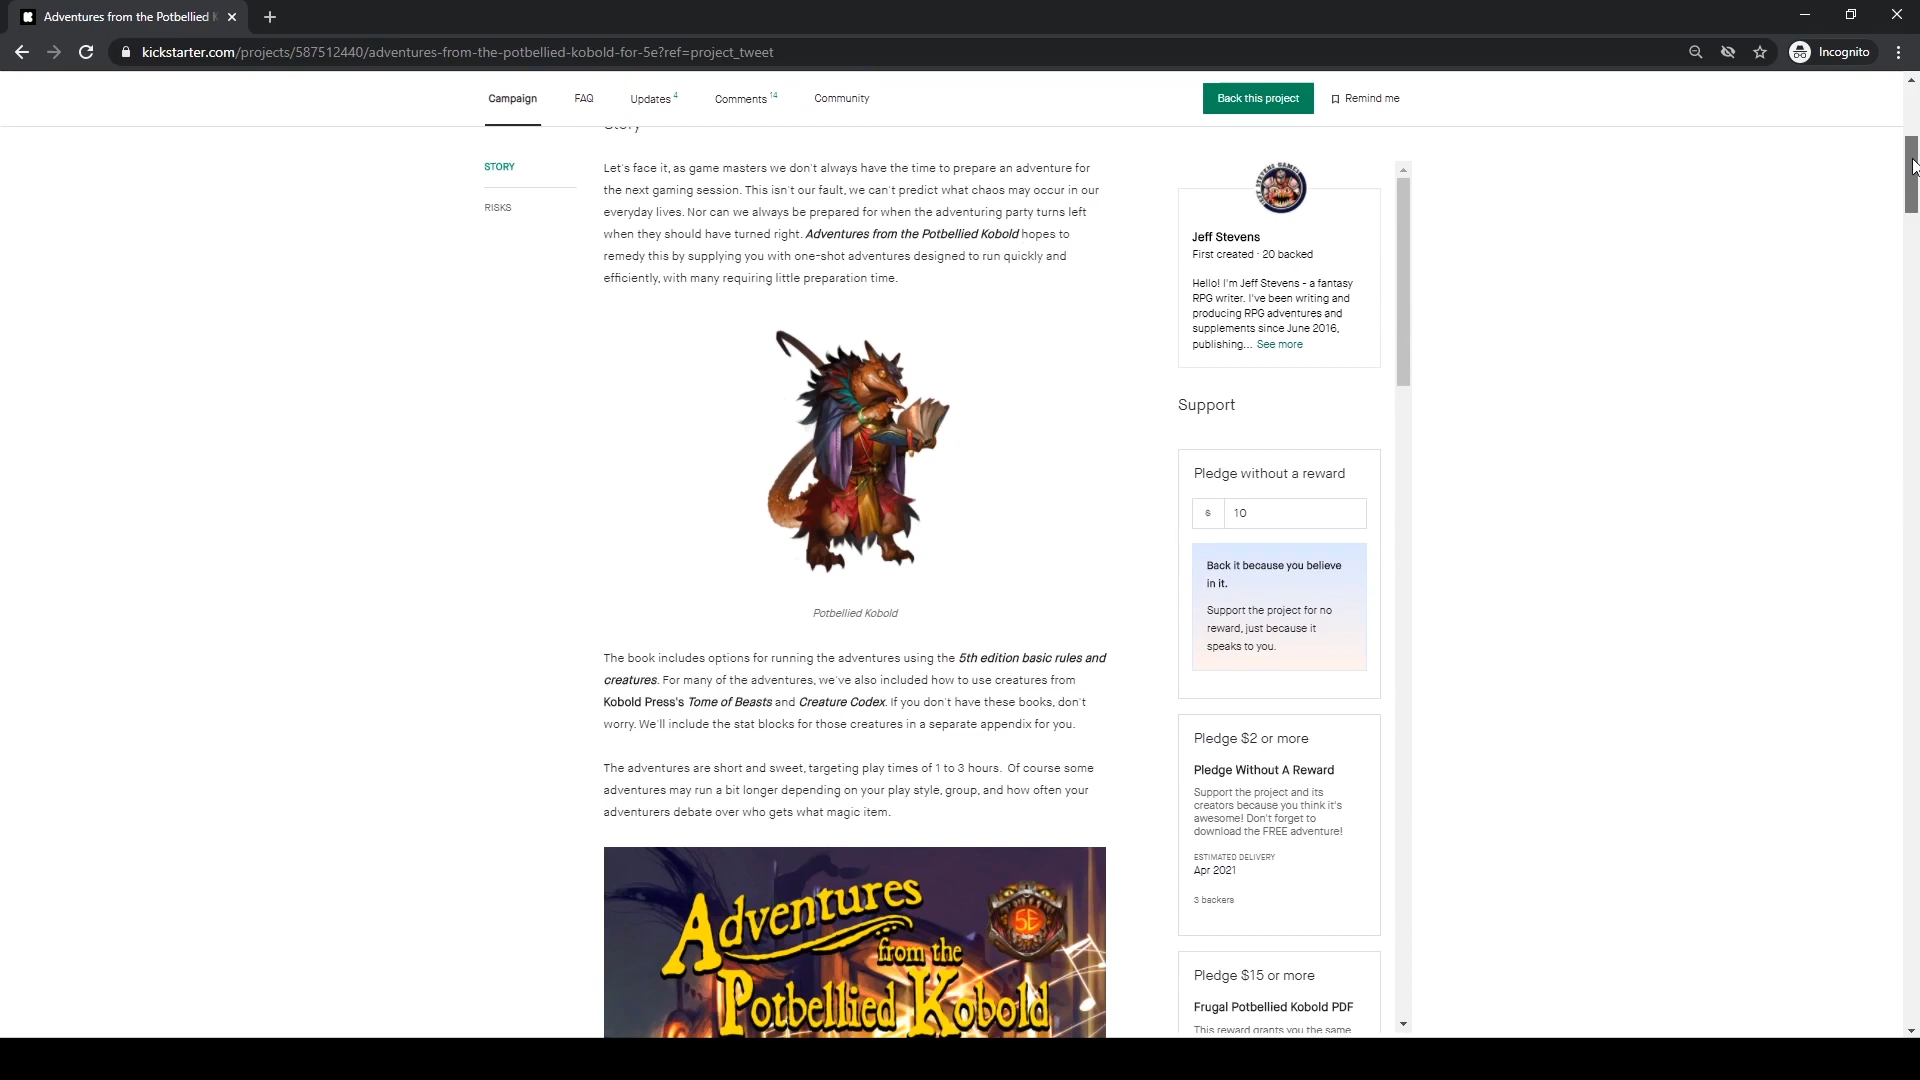 Adventures from the Potbellied K
kickstarter.com/projects/587512440/adventures-from-the-potbellied-kobold-for-5e?ref=project_tweet
Incognito
Campaign
FAQ
Updates 4
Comments 14
Community
Back this project
Remind me
Story
STORY
RISKS
Let's face it, as game masters we don't always have the time to prepare an adventure for
the next gaming session. This isn't our fault, we can't predict what chaos may occur in our
everyday lives. Nor can we always be prepared for when the adventuring party turns left
when they should have turned right. Adventures from the Potbellied Kobold hopes to
remedy this by supplying you with one-shot adventures designed to run quickly and
efficiently, with many requiring little preparation time.
Potbellied Kobold
The book includes options for running the adventures using the 5th edition basic rules and
creatures. For many of the adventures, we've also included how to use creatures from
Kobold Press's Tome of Beasts and Creature Codex. If you don't have these books, don't
worry. We'll include the stat blocks for those creatures in a separate appendix for you.
The adventures are short and sweet, targeting play times of 1 to 3 hours. Of course some
adventures may run a bit longer depending on your play style, group, and how often your
adventurers debate over who gets what magic item.
Adventures
from the
Potbellied Kobold
5E
JEFF STEVENS GAMES
Jeff Stevens
First created · 20 backed
Hello! I'm Jeff Stevens - a fantasy
RPG writer. I've been writing and
producing RPG adventures and
supplements since June 2016,
publishing... See more
Support
Pledge without a reward
$ 10
Back it because you believe
in it.
Support the project for no
reward, just because it
speaks to you.
Pledge $2 or more
Pledge Without A Reward
Support the project and its
creators because you think it's
awesome! Don't forget to
download the FREE adventure!
ESTIMATED DELIVERY
Apr 2021
3 backers
Pledge $15 or more
Frugal Potbellied Kobold PDF
This reward grants you the same